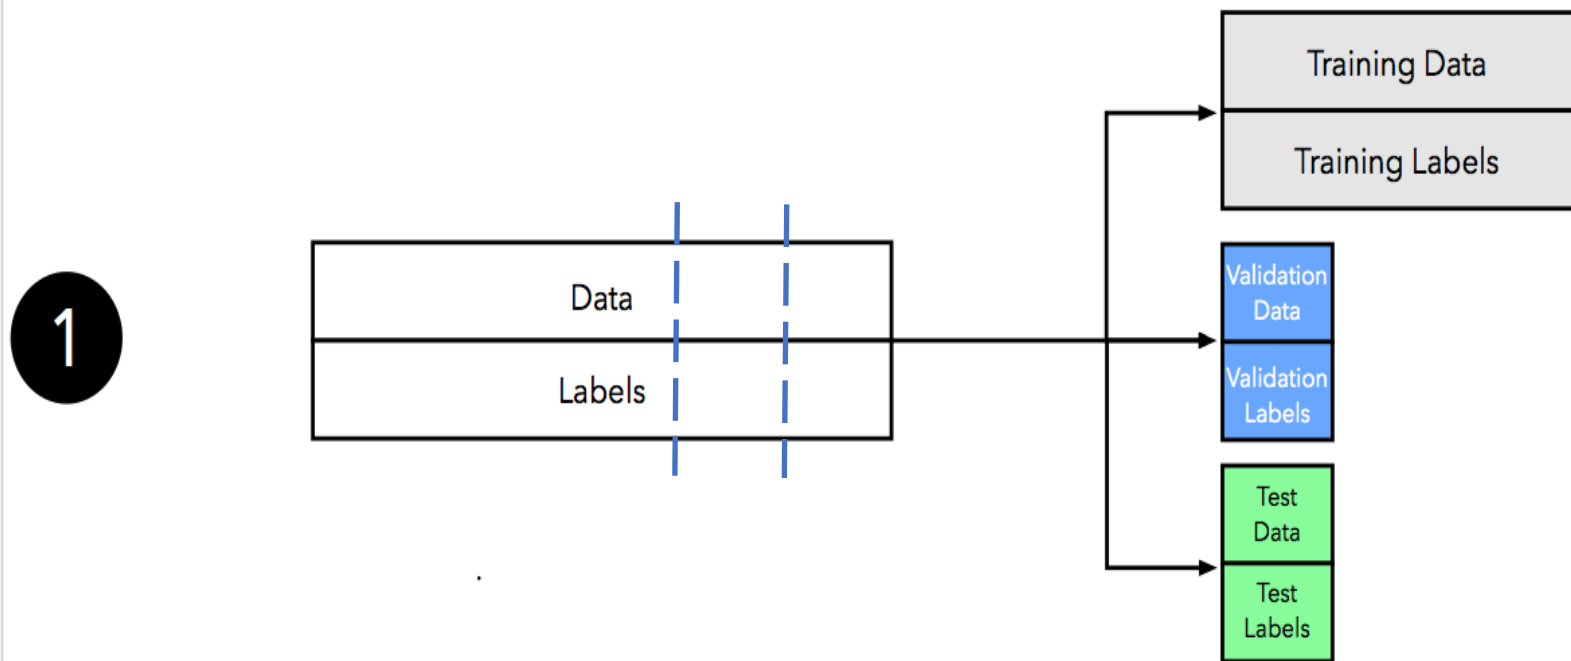 1
Data
Labels
Training Data
Training Labels
Validation
Data
Validation
Labels
Test
Data
Test
Labels